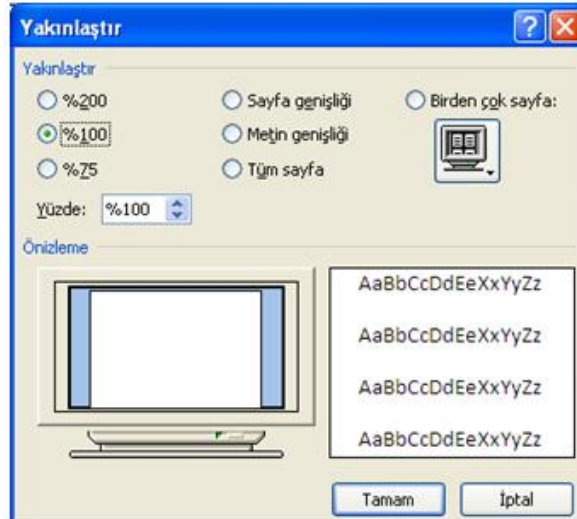 Yakınlaştır
Yakınlaştır
%200
Sayfa genişliği
Birden çok sayfa:
%100
Metin genişliği
%75
Tüm sayfa
Yüzde:
%100
Önizleme
AaBbCcDdEeXxYyZz
AaBbCcDdEeXxYyZz
AaBbCcDdEeXxYyZz
AaBbCcDdEeXxYyZz
Tamam
İptal